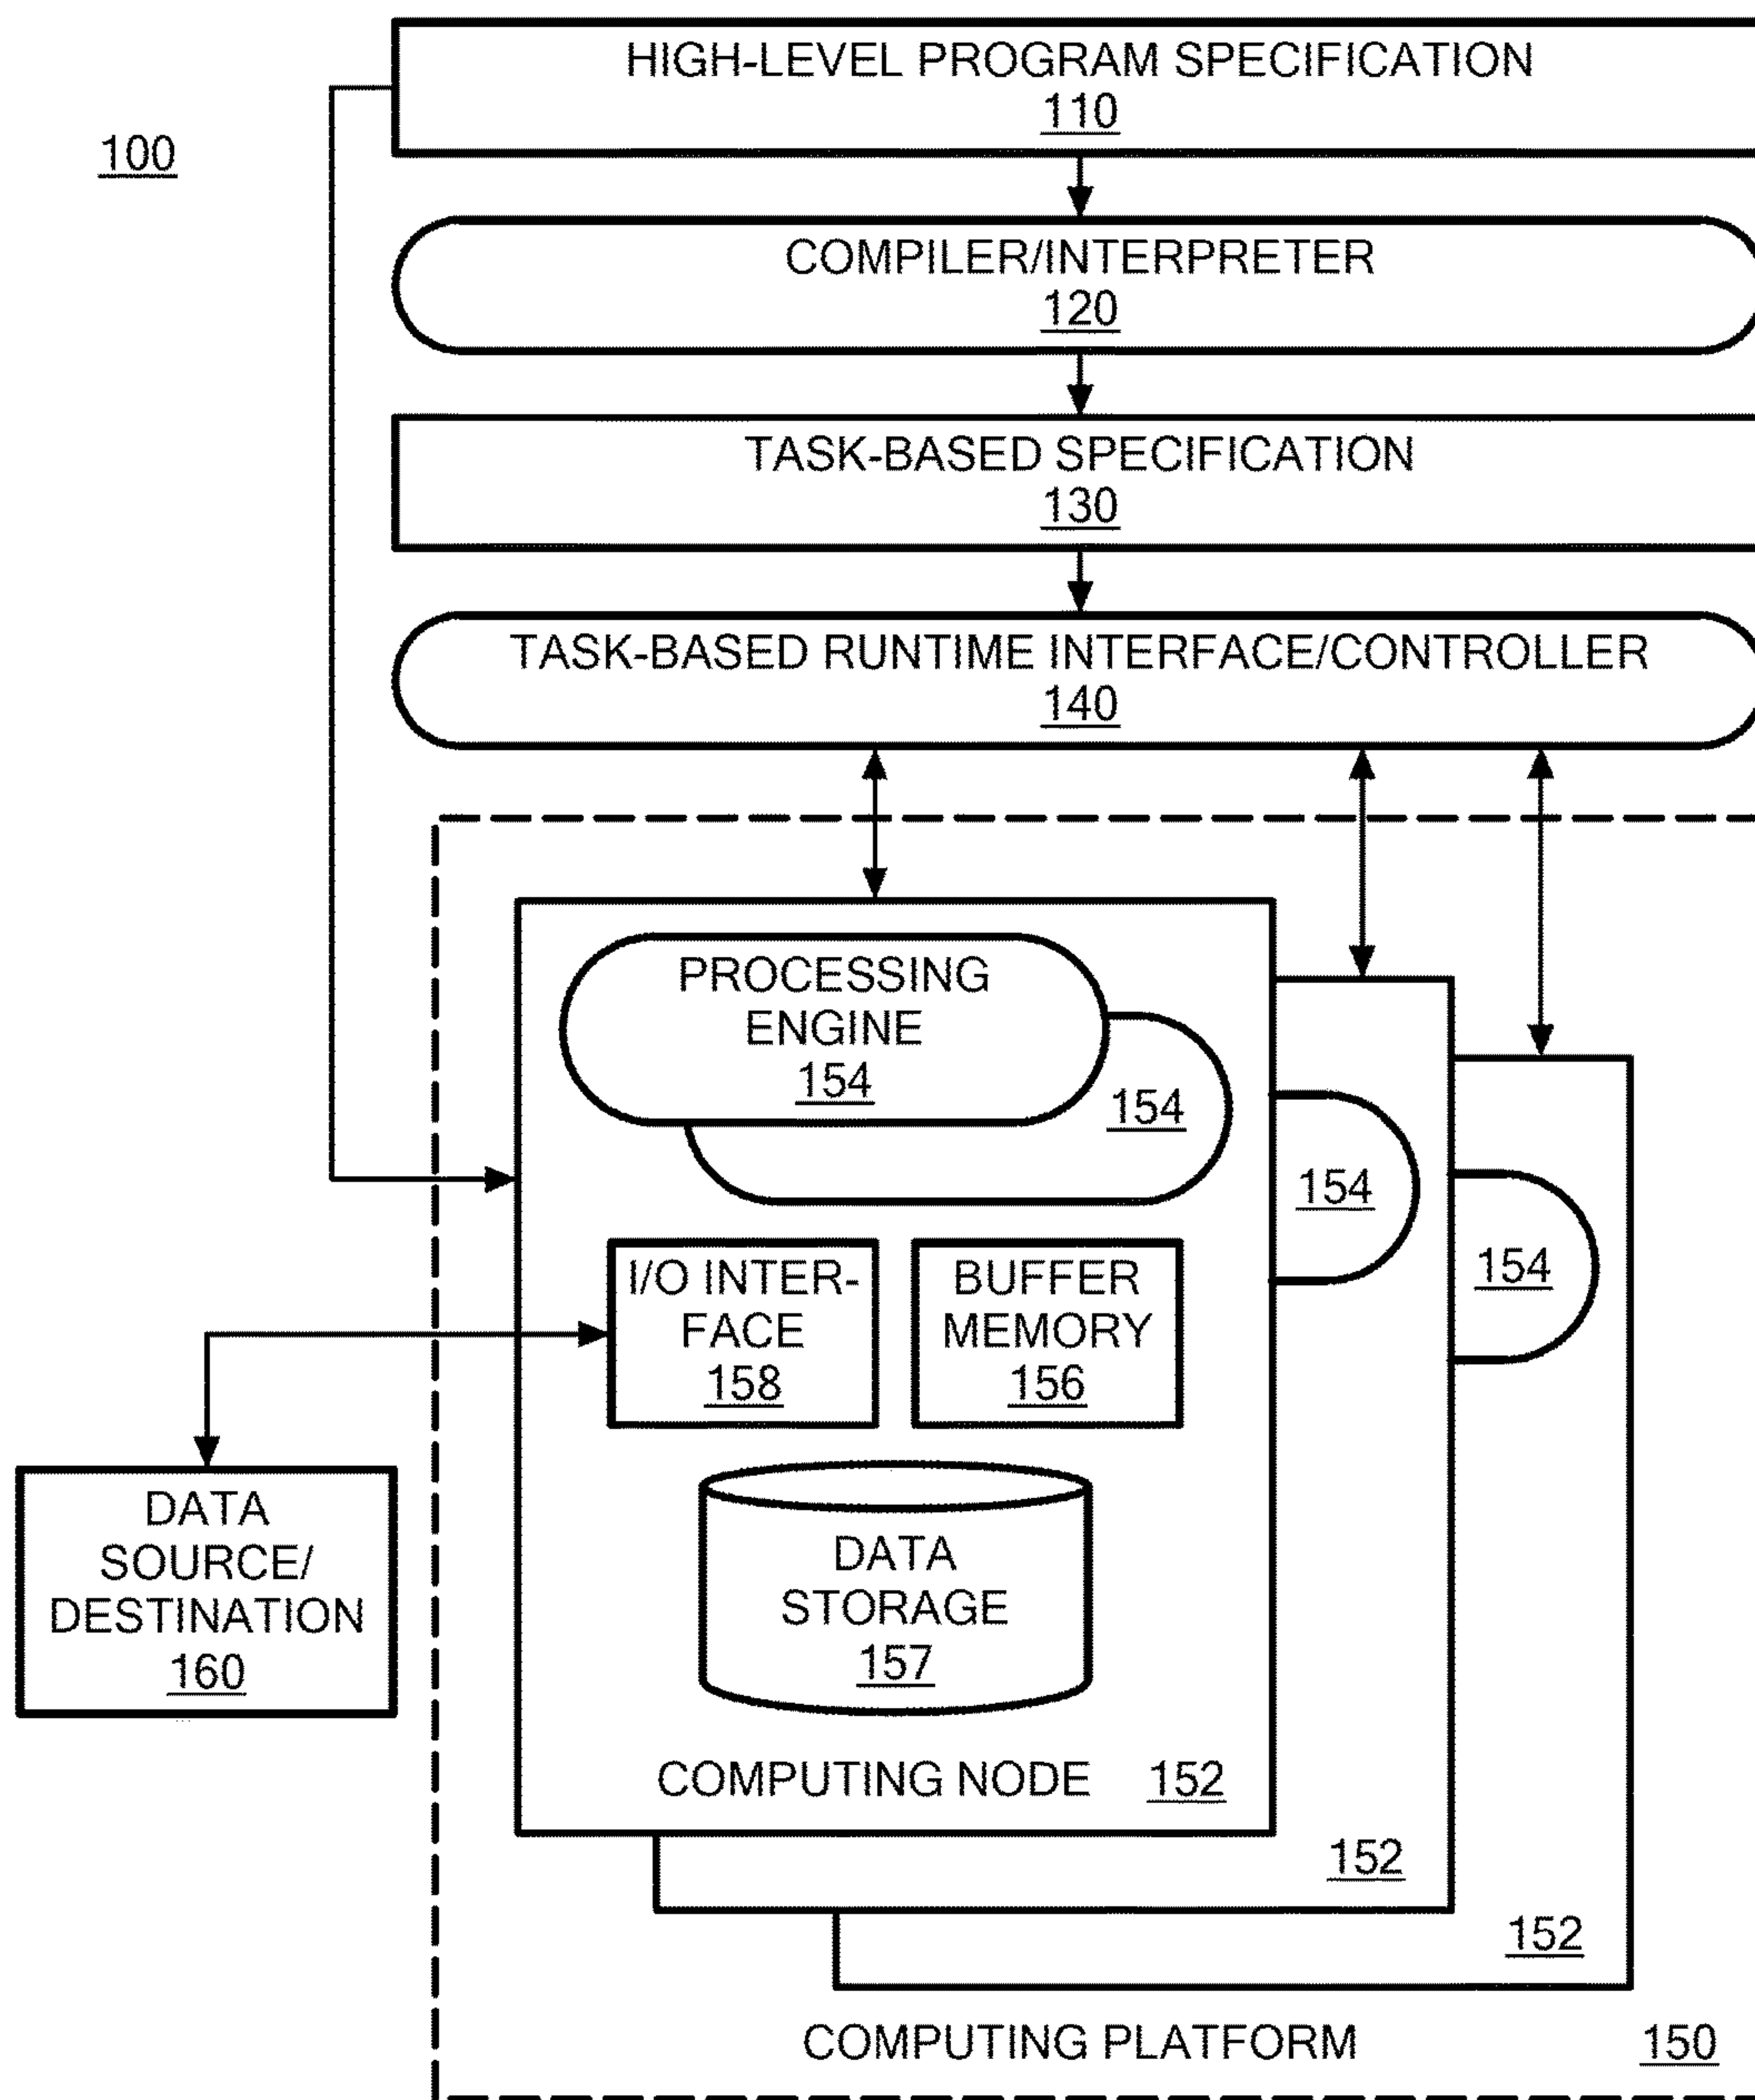 HIGH-LEVEL PROGRAM SPECIFICATION
110
100
COMPILER/INTERPRETER
120
TASK-BASED SPECIFICATION
130
TASK-BASED RUNTIME INTERFACE/CONTROLLER
140
PROCESSING
ENGINE
154
154
154
154
I/O INTER-
FACE
158
BUFFER
MEMORY
156
DATA
SOURCE/
DESTINATION
160
DATA
STORAGE
157
COMPUTING NODE 152
152
152
COMPUTING PLATFORM 150